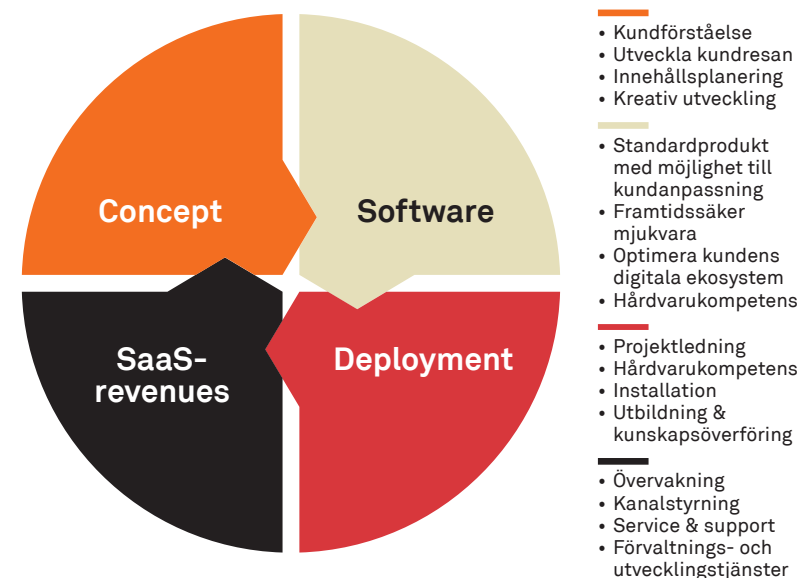 Concept
Software
SaaS-
revenues
Deployment
• Kundförståelse
• Utveckla kundresan
• Innehållsplanering
• Kreativ utveckling
• Standardprodukt
med möjlighet till
kundanpassning
• Framtidssäker
mjukvara
• Optimera kundens
digitala ekosystem
• Hårdvarukompetens
• Projektledning
• Hårdvarukompetens
• Installation
• Utbildning &
kunskapsöverföring
• Övervakning
• Kanalstyrning
• Service & support
• Förvaltnings- och
utvecklingstjänster